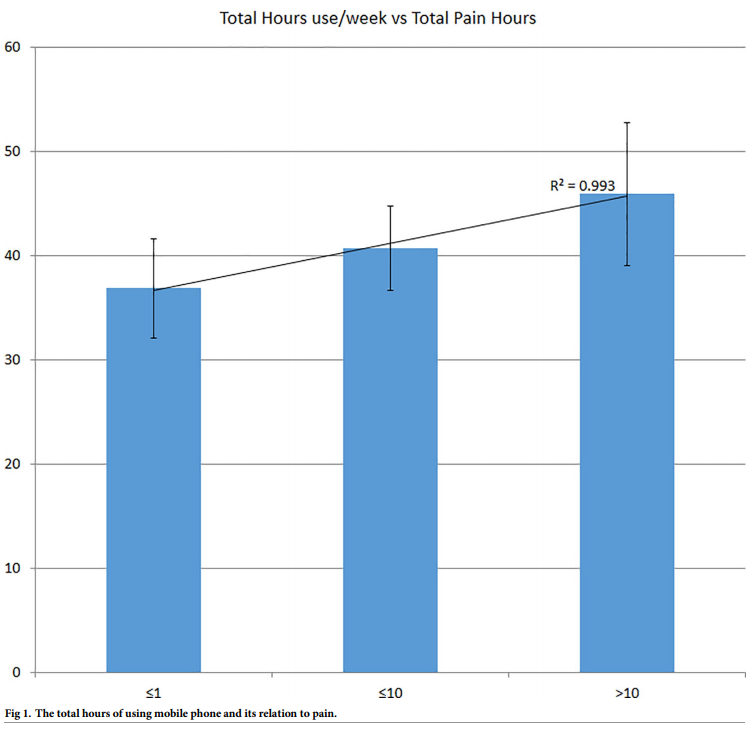 Total Hours use/week vs Total Pain Hours
60
50
R² = 0.993
40
30
20
10
0
≤1 ≤10 >10
Fig 1. The total hours of using mobile phone and its relation to pain.